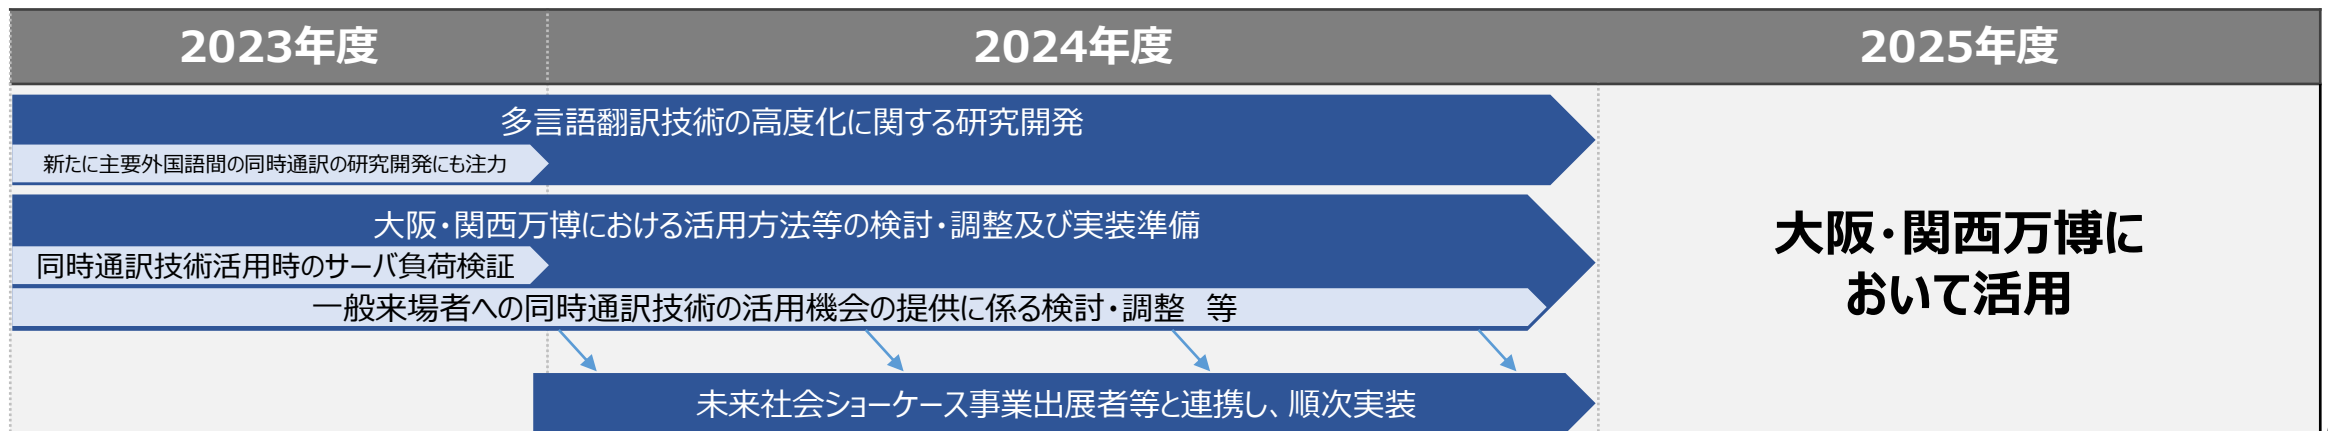 2023年度
2024年度
2025年度
多言語翻訳技術の高度化に関する研究開発
新たに主要外国語間の同時通訳の研究開発にも注力
大阪・関西万博における活用方法等の検討・調整及び実装準備
同時通訳技術活用時のサーバ負荷検証
一般来場者への同時通訳技術の活用機会の提供に係る検討・調整　等
未来社会ショーケース事業出展者等と連携し、順次実装
大阪・関西万博に
おいて活用